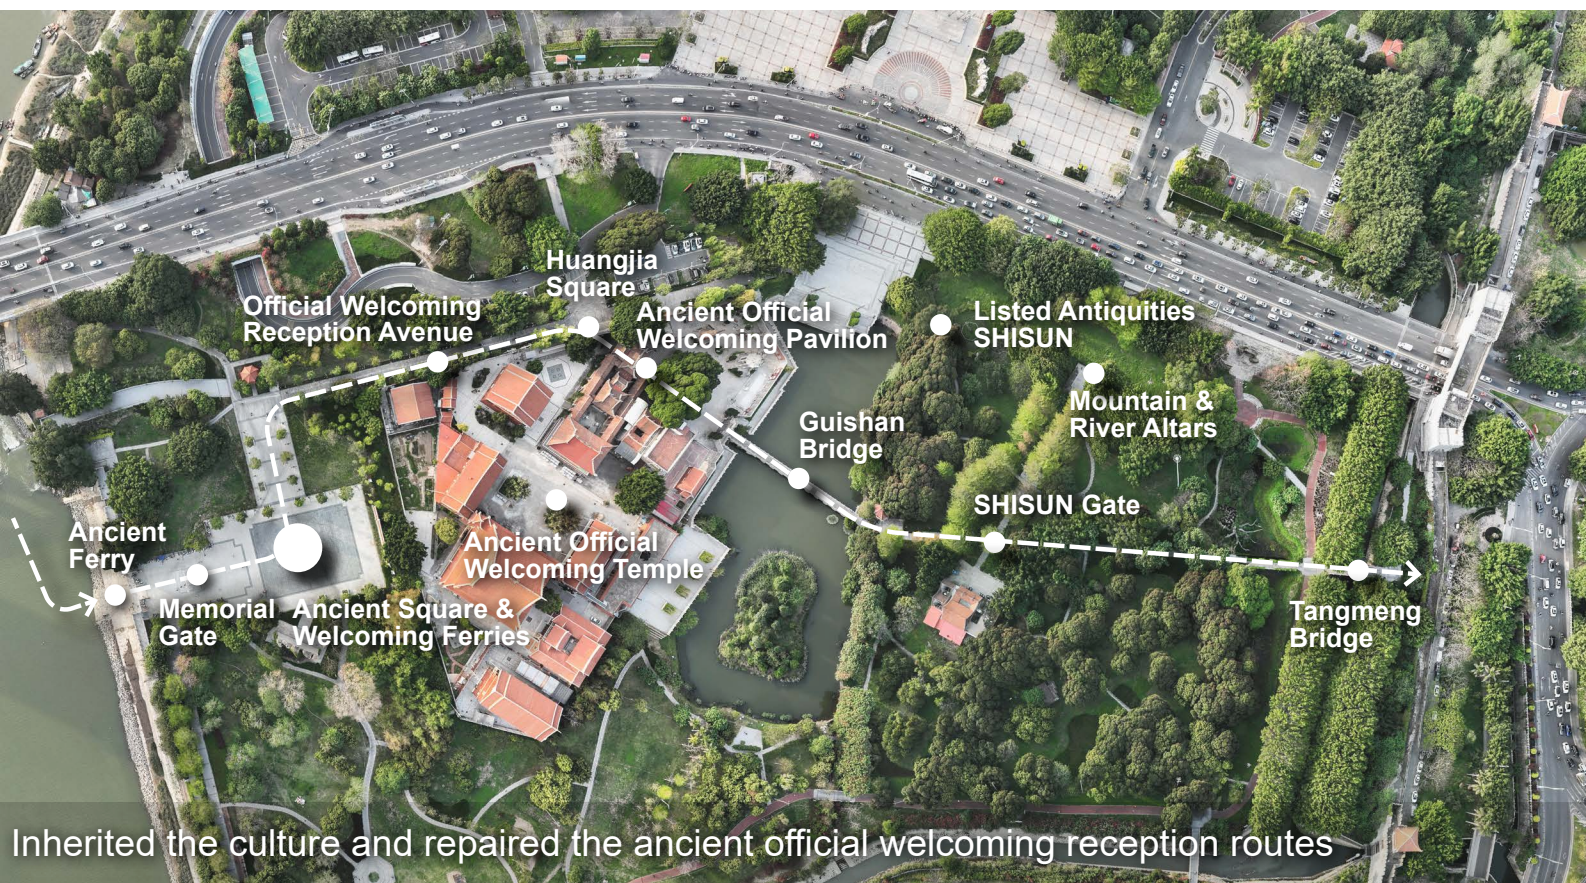 Huangjia
Square
Official Welcoming
Reception Avenue
Ancient Official
Welcoming Pavilion
Listed Antiquities
SHISUN
Mountain &
River Altars
Guishan
Bridge
SHISUN Gate
Ancient
Ferry
Ancient Official
Welcoming Temple
Memorial
Gate
Ancient Square &
Welcoming Ferries
Tangmeng
Bridge
Inherited the culture and repaired the ancient official welcoming reception routes